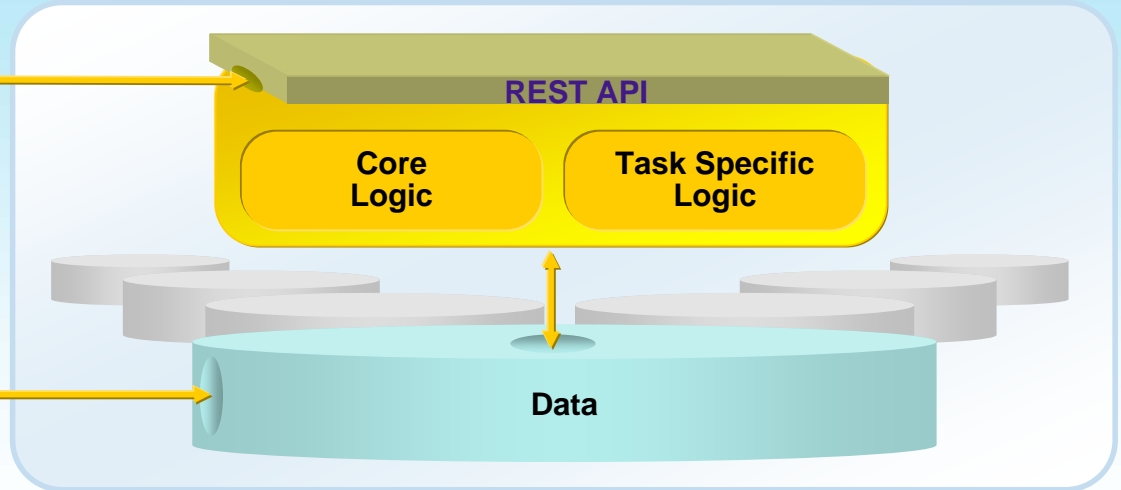 REST API
Core
Logic
Task Specific
Logic
Data